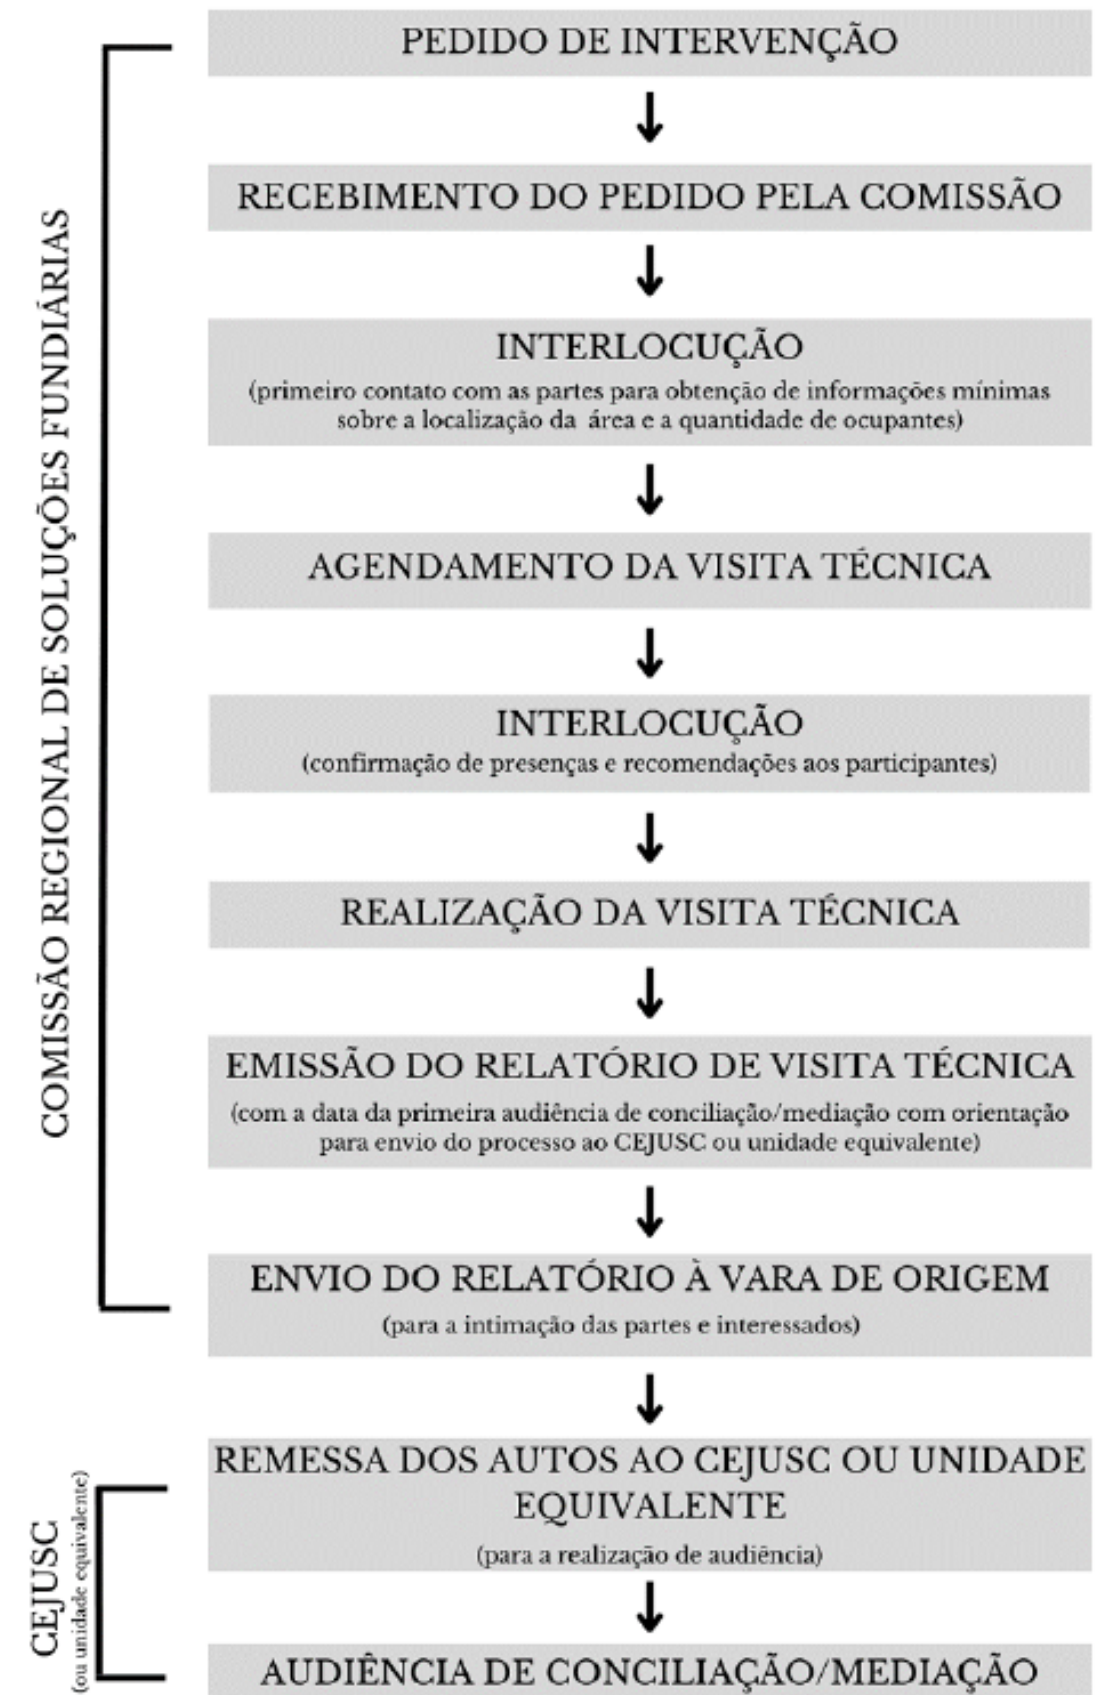 COMISSÃO REGIONAL DE SOLUÇÕES FUNDIÁRIAS
PEDIDO DE INTERVENÇÃO
RECEBIMENTO DO PEDIDO PELA COMISSÃO
INTERLOCUÇÃO
(primeiro contato com as partes para obtenção de informações mínimas
sobre a localização da área e a quantidade de ocupantes)
AGENDAMENTO DA VISITA TÉCNICA
INTERLOCUÇÃO
(confirmação de presenças e recomendações aos participantes)
REALIZAÇÃO DA VISITA TÉCNICA
EMISSÃO DO RELATÓRIO DE VISITA TÉCNICA
(com a data da primeira audiência de conciliação/mediação com orientação
para envio do processo ao CEJUSC ou unidade equivalente)
ENVIO DO RELATÓRIO À VARA DE ORIGEM
(para a intimação das partes e interessados)
CEJUSC
(ou unidade equivalente)
REMESSA DOS AUTOS AO CEJUSC OU UNIDADE
EQUIVALENTE
(para a realização de audiência)
AUDIÊNCIA DE CONCILIAÇÃO/MEDIAÇÃO